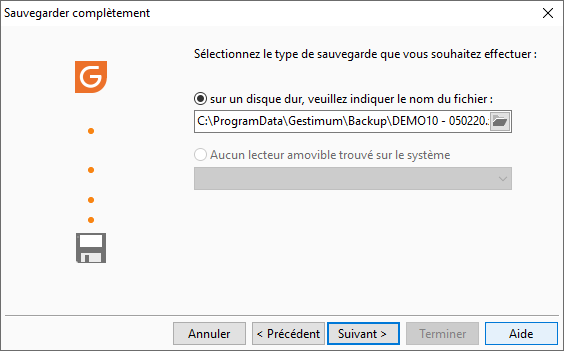 Sauvegarder complètement
Sélectionnez le type de sauvegarde que vous souhaitez effectuer :
G
sur un disque dur, veuillez indiquer le nom du fichier :
C:\ProgramData\Gestimum\Backup\DEMO10 - 050220.
Aucun lecteur amovible trouvé sur le système
Annuler < Précédent Suivant > Terminer Aide